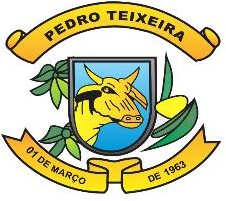 PEDRO TEIXEIRA
01 DE MARÇO
DE 1963